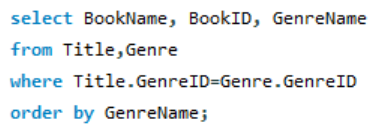 select BookName, BookID, GenreName
from Title,Genre
where Title.GenreID=Genre.GenreID
order by GenreName;